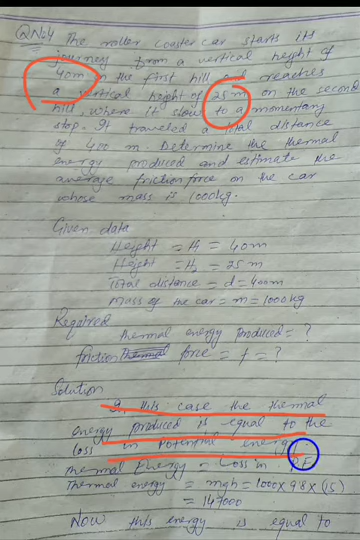 Q No 4 The roller coaster car starts its
journey from a vertical height of
40m on the first hill and reaches
a vertical height of 25m on the second
hill, where it slow to a momentary
stop. It traveled a total distance
of 400 m. Determine the thermal
energy produced and estimate the
average friction force on the car
whose mass is 1000kg.
Given data
Height = H1 = 40m
Height = H2 = 25m
Total distance = d = 400m
mass of the car = m = 1000kg
Required
Thermal energy produced = ?
friction force = f = ?
Solution
In this case the thermal
energy produced is equal to the
loss in Potential energy.
Thermal Energy = Loss in P.E
Thermal energy = mgh = 1000 × 9.8 × (15)
= 147000
Now this energy is equal to